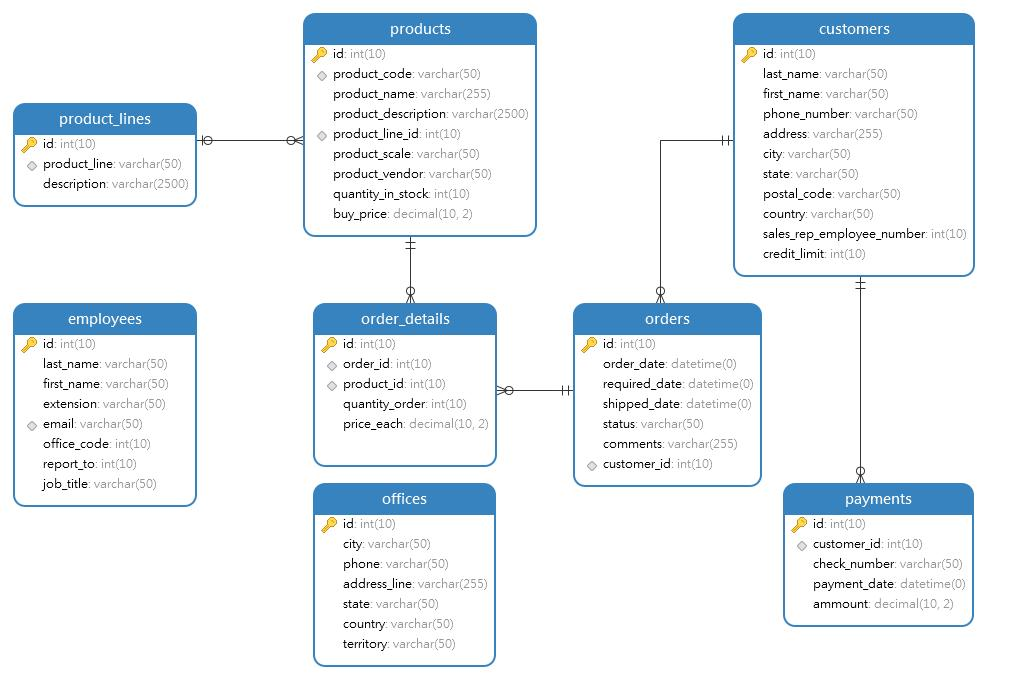 products
id: int(10)
product_code: varchar(50)
product_name: varchar(255)
product_description: varchar(2500)
product_line_id: int(10)
product_scale: varchar(50)
product_vendor: varchar(50)
quantity_in_stock: int(10)
buy_price: decimal(10, 2)
customers
id: int(10)
last_name: varchar(50)
first_name: varchar(50)
phone_number: varchar(50)
address: varchar(255)
city: varchar(50)
state: varchar(50)
postal_code: varchar(50)
country: varchar(50)
sales_rep_employee_number: int(10)
credit_limit: int(10)
product_lines
id: int(10)
product_line: varchar(50)
description: varchar(2500)
employees
id: int(10)
last_name: varchar(50)
first_name: varchar(50)
extension: varchar(50)
email: varchar(50)
office_code: int(10)
report_to: int(10)
job_title: varchar(50)
order_details
id: int(10)
order_id: int(10)
product_id: int(10)
quantity_order: int(10)
price_each: decimal(10, 2)
orders
id: int(10)
order_date: datetime(0)
required_date: datetime(0)
shipped_date: datetime(0)
status: varchar(50)
comments: varchar(255)
customer_id: int(10)
offices
id: int(10)
city: varchar(50)
phone: varchar(50)
address_line: varchar(255)
state: varchar(50)
country: varchar(50)
territory: varchar(50)
payments
id: int(10)
customer_id: int(10)
check_number: varchar(50)
payment_date: datetime(0)
ammount: decimal(10, 2)